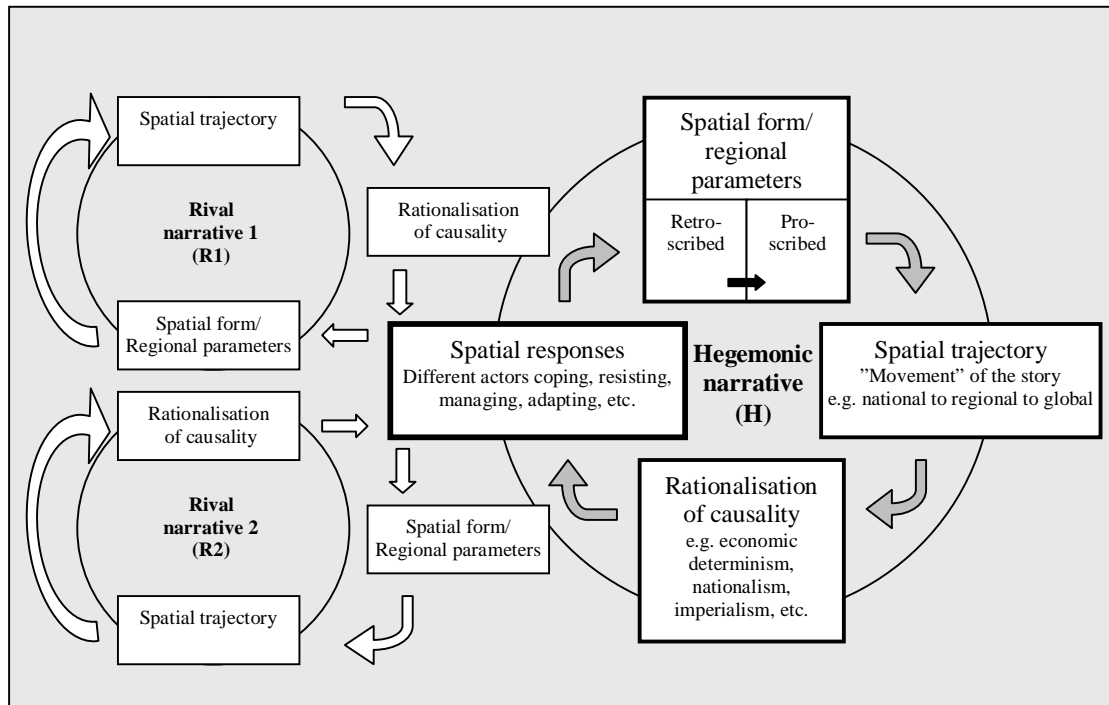 Spatial trajectory
Rival
narrative 1
(R1)
Spatial form/
Regional parameters
Rationalisation
of causality
Rationalisation
of causality
Rival
narrative 2
(R2)
Spatial trajectory
Spatial form/
Regional parameters
Spatial responses
Different actors coping, resisting,
managing, adapting, etc.
Spatial form/
regional
parameters
Retro-
scribed
Pro-
scribed
Hegemonic
narrative
(H)
Spatial trajectory
”Movement” of the story
e.g. national to regional to global
Rationalisation
of causality
e.g. economic
determinism,
nationalism,
imperialism, etc.